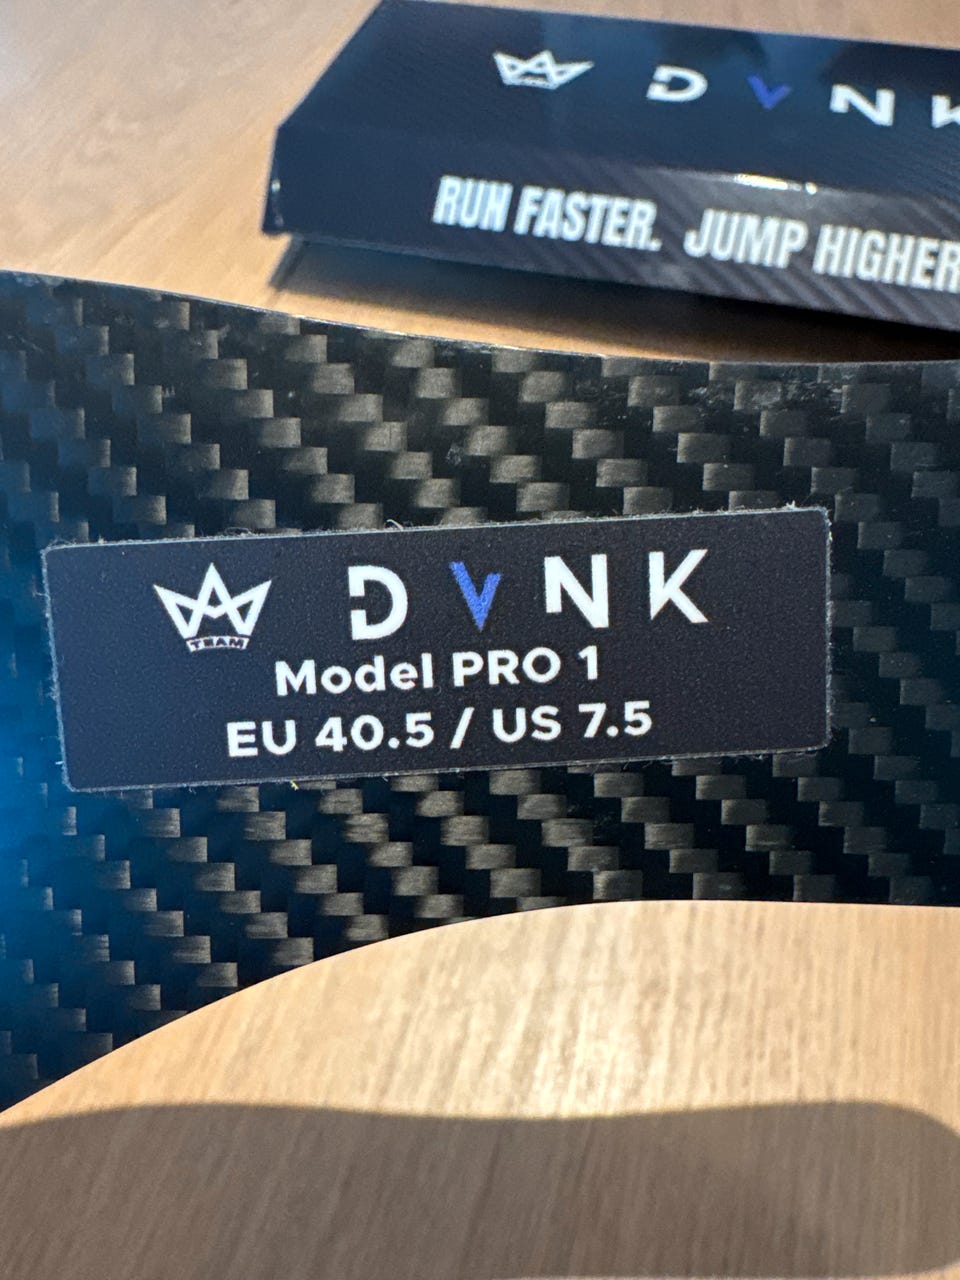 DVNK
RUN FASTER. JUMP HIGHER
TEAM
DVNK
Model PRO 1
EU 40.5 / US 7.5